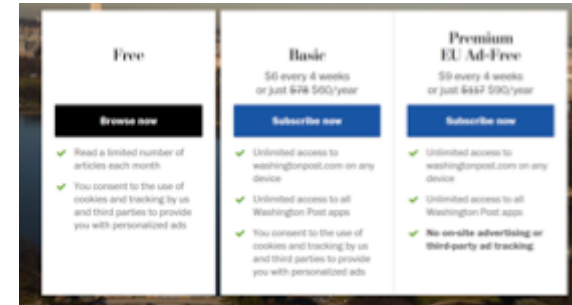 Free
Browse now
Read a limited number of
articles each month
You consent to the use of
cookies and tracking by us
and third parties to provide
you with personalized ads
Basic
$6 every 4 weeks
or just $78 $60/year
Subscribe now
Unlimited access to
washingtonpost.com on any
device
Unlimited access to all
Washington Post apps
You consent to the use of
cookies and tracking by us
and third parties to provide
you with personalized ads
Premium
EU Ad-Free
$9 every 4 weeks
or just $117 $90/year
Subscribe now
Unlimited access to
washingtonpost.com on any
device
Unlimited access to all
Washington Post apps
No on-site advertising or
third-party ad tracking